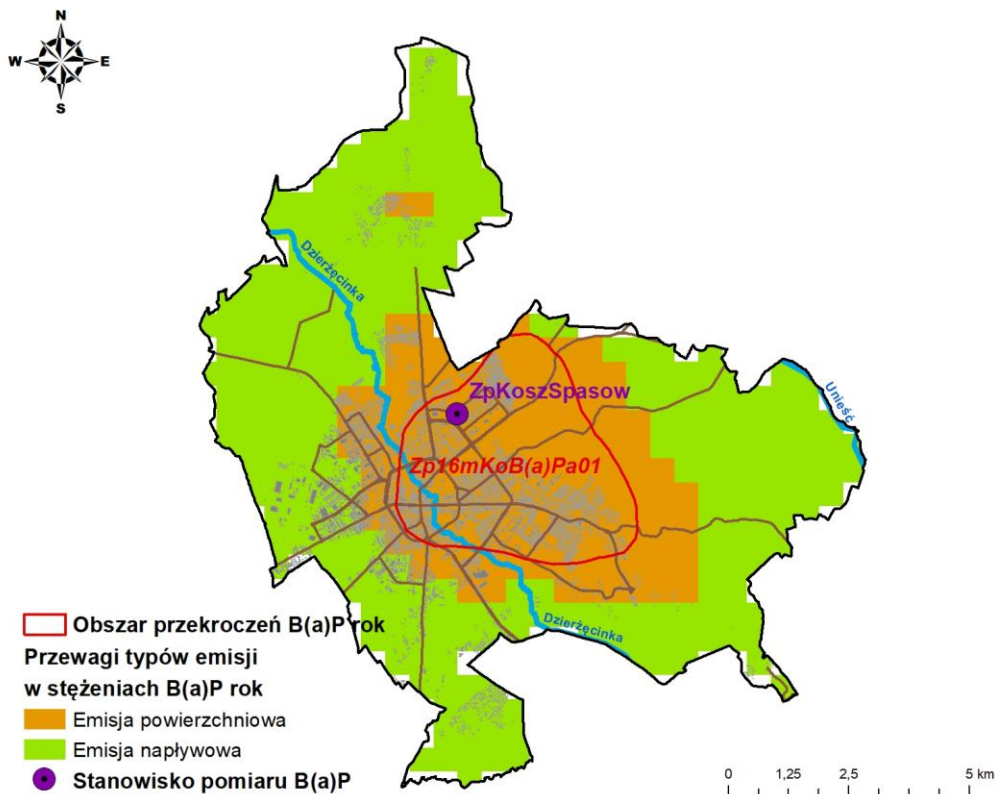 N
W E
S
Dzierżęcinka
ZpKoszSpasow
Unieść
Zp16mKoB(a)Pa01
Dzierżęcinka
Obszar przekroczeń B(a)P rok
Przewagi typów emisji
w stężeniach B(a)P rok
Emisja powierzchniowa
Emisja napływowa
Stanowisko pomiaru B(a)P
0 1,25 2,5 5 km